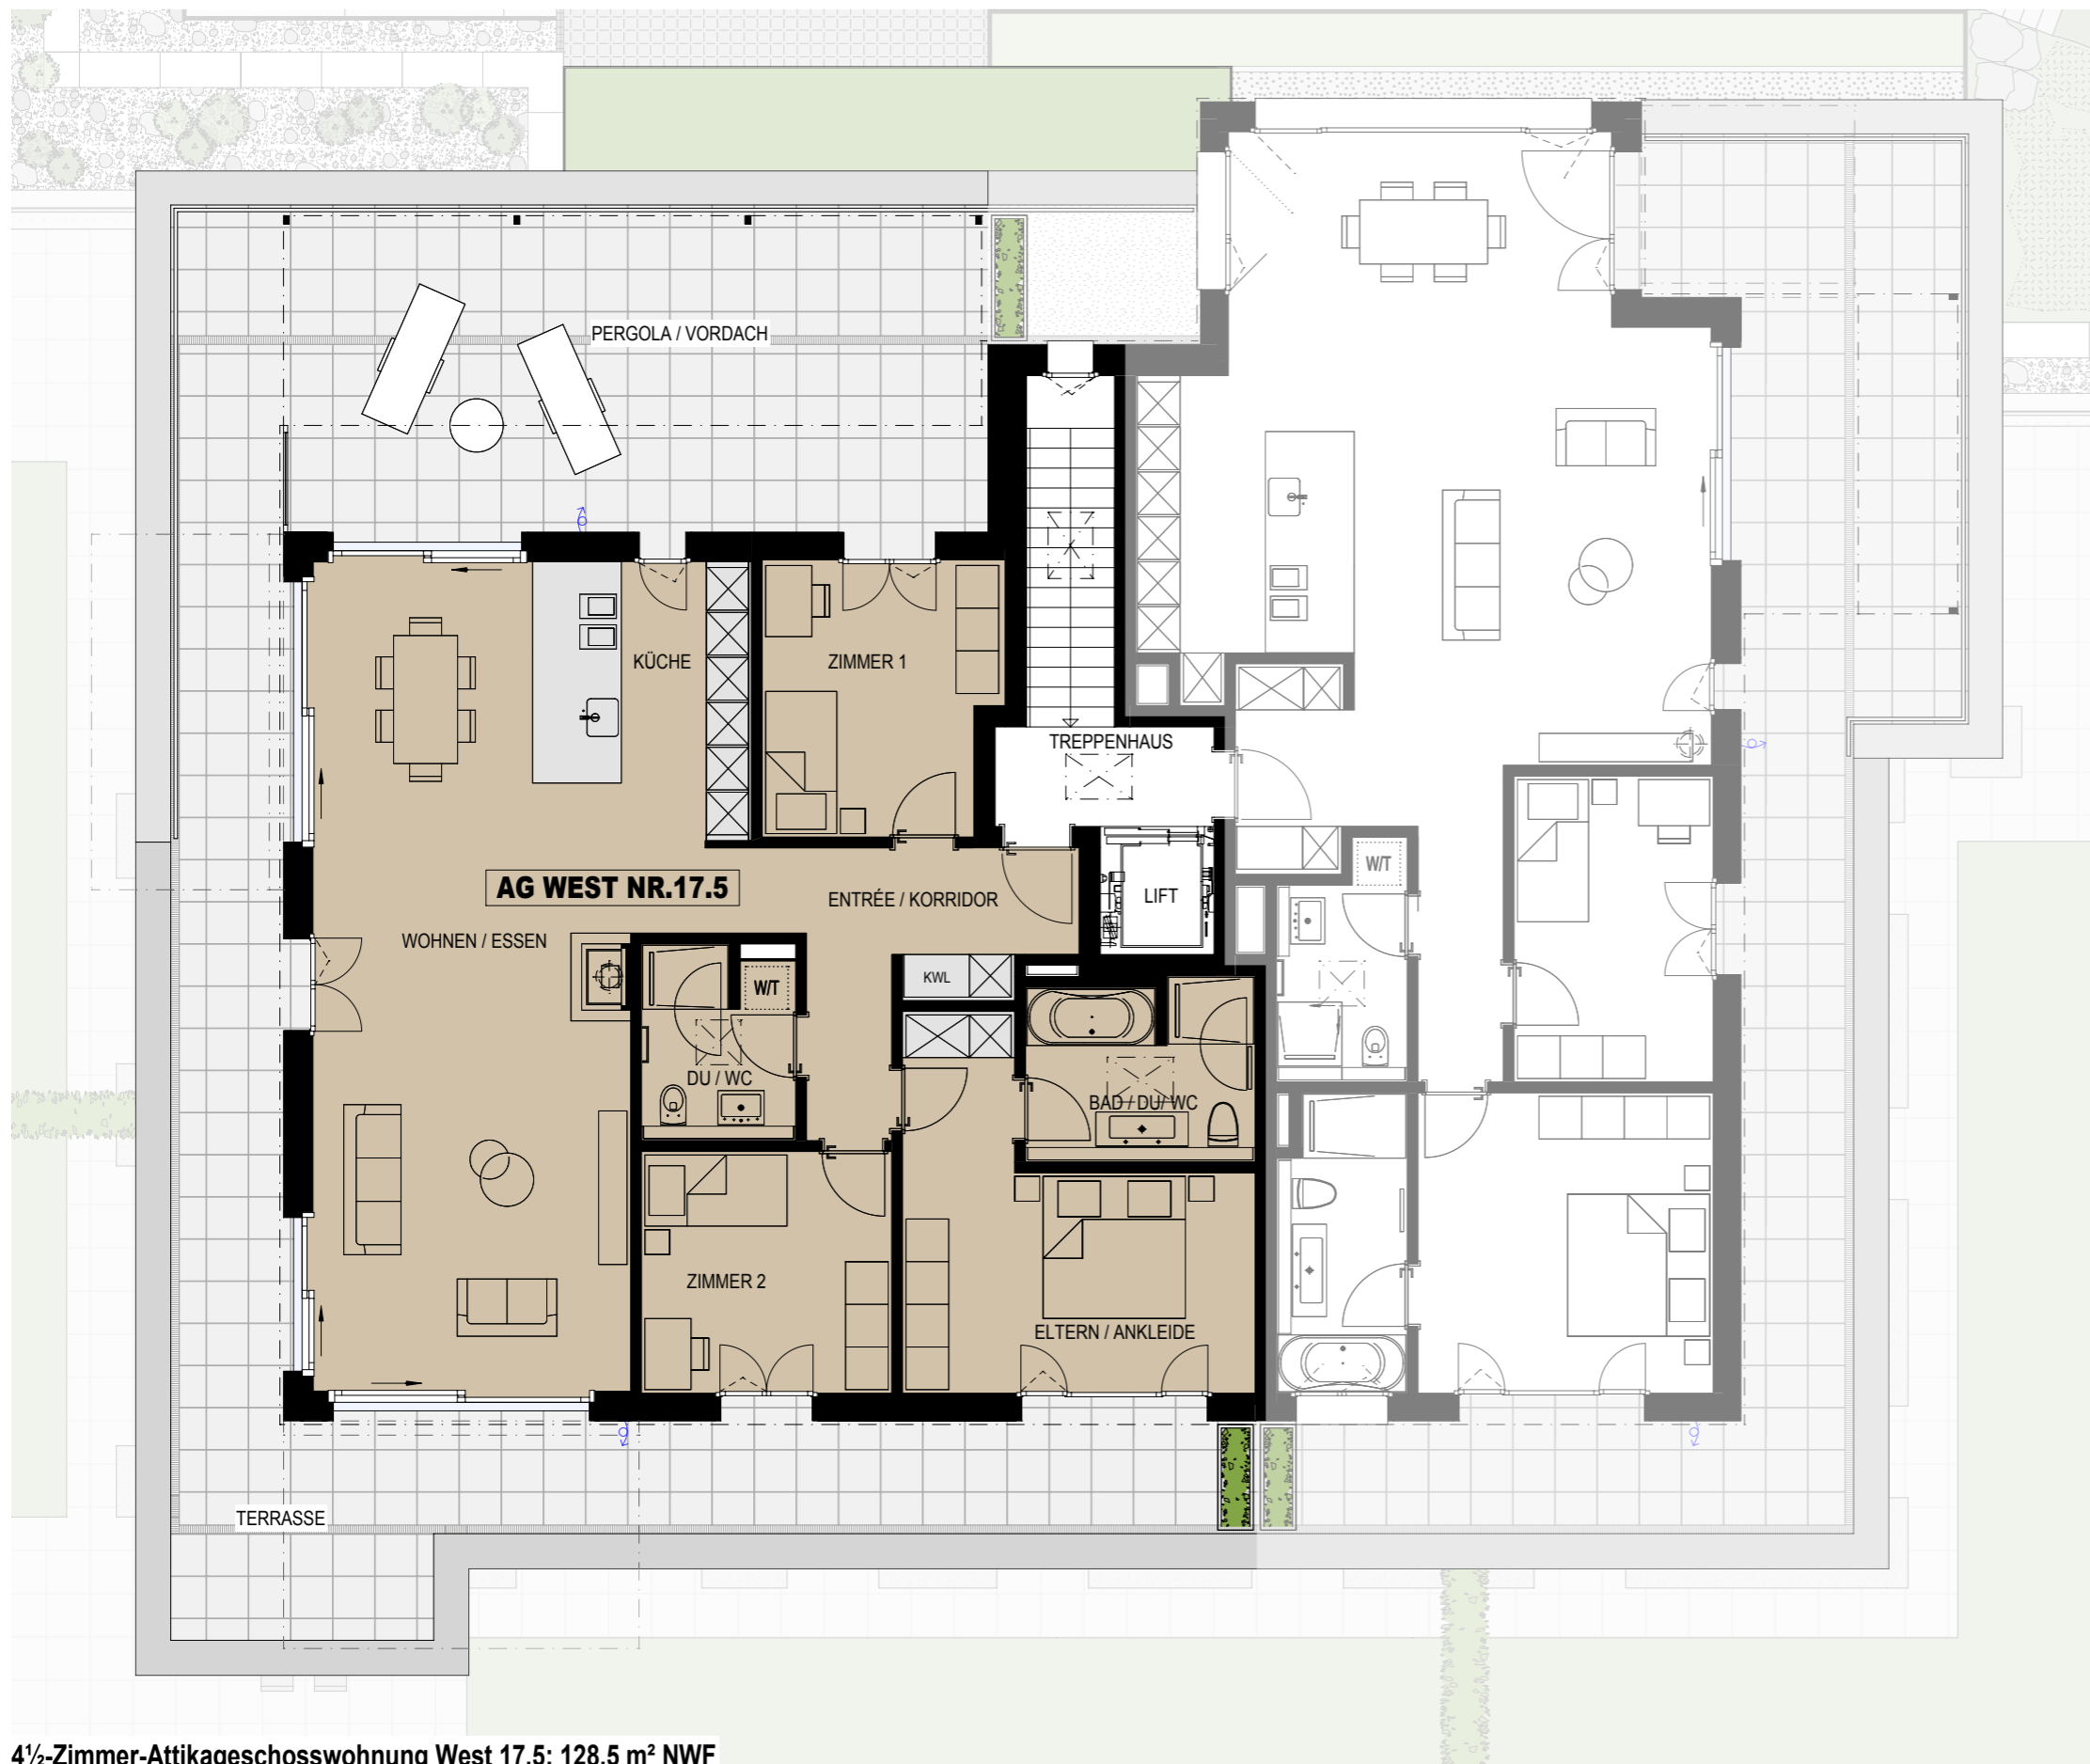 PERGOLA / VORDACH
KÜCHE
ZIMMER 1
TREPPENHAUS
W/T
AG WEST NR.17.5
ENTRÉE / KORRIDOR
LIFT
WOHNEN / ESSEN
KWL
W/T
DU / WC
BAD / DU/ WC
ZIMMER 2
ELTERN / ANKLEIDE
TERRASSE
4½-Zimmer-Attikageschosswohnung West 17.5: 128.5 m² NWF